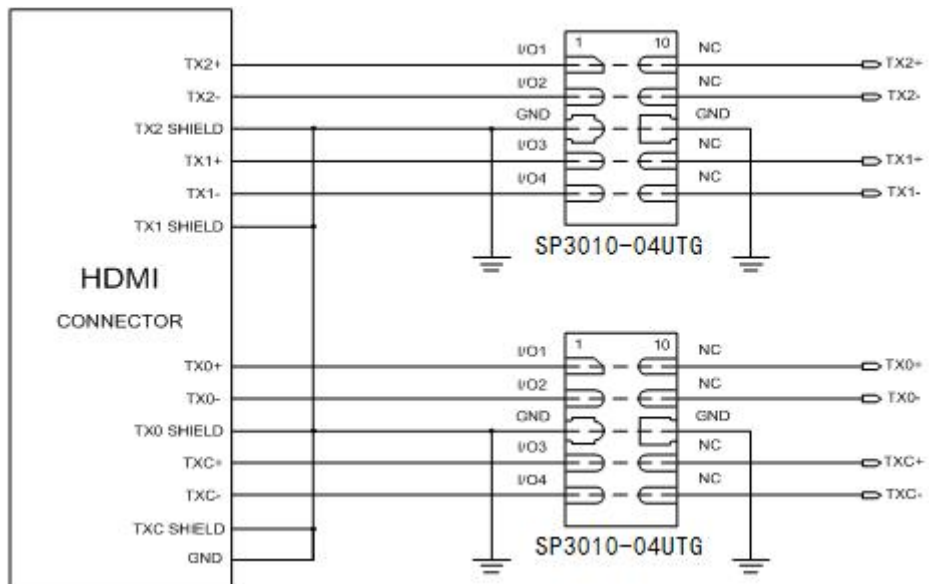 I/O1 1 10 NC
TX2+ TX2+
I/O2 NC
TX2- TX2-
GND GND
TX2 SHIELD
I/O3 NC
TX1+ TX1+
I/O4 NC
TX1- TX1-
TX1 SHIELD
SP3010-04UTG
HDMI
CONNECTOR
I/O1 1 10 NC
TX0+ TX0+
I/O2 NC
TX0- TX0-
GND GND
TX0 SHIELD
I/O3 NC
TXC+ TXC+
I/O4 NC
TXC- TXC-
TXC SHIELD
SP3010-04UTG
GND